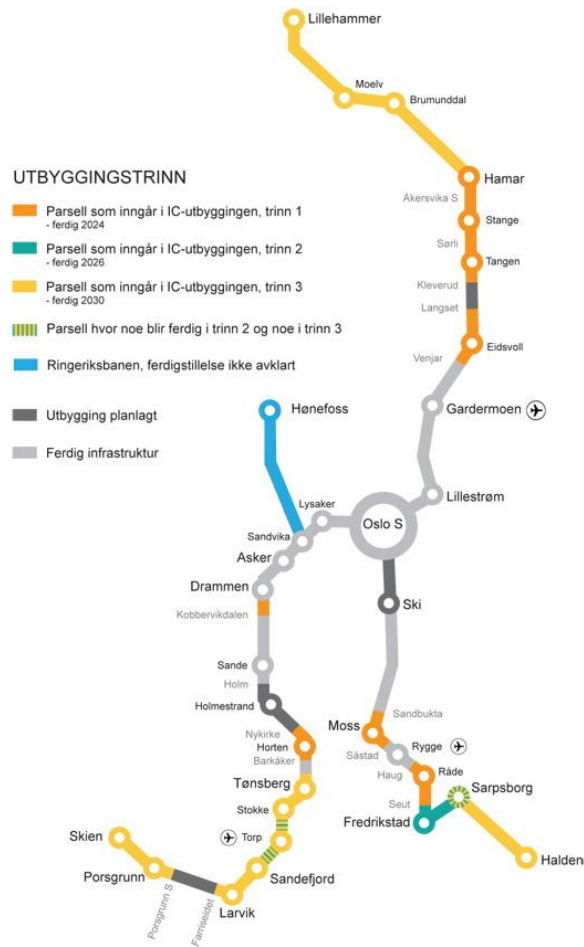 Lillehammer
Moelv
Brumunddal
UTBYGGINGSTRINN
Parsell som inngår i IC-utbyggingen, trinn 1
- ferdig 2024
Parsell som inngår i IC-utbyggingen, trinn 2
- ferdig 2026
Parsell som inngår i IC-utbyggingen, trinn 3
- ferdig 2030
Parsell hvor noe blir ferdig i trinn 2 og noe i trinn 3
Ringeriksbanen, ferdigstillelse ikke avklart
Utbygging planlagt
Ferdig infrastruktur
Hamar
Åkersvika S
Stange
Sørli
Tangen
Kleverud
Langset
Eidsvoll
Venjar
Gardermoen
Hønefoss
Lillestrøm
Lysaker
Oslo S
Sandvika
Asker
Drammen
Kobbervikdalen
Ski
Sande
Holm
Holmestrand
Nykirke
Horten
Barkåker
Tønsberg
Stokke
Torp
Sandefjord
Larvik
Farriseidet
Porsgrunn S
Porsgrunn
Skien
Sandbukta
Moss
Rygge
Såstad
Haug
Råde
Seut
Sarpsborg
Fredrikstad
Halden